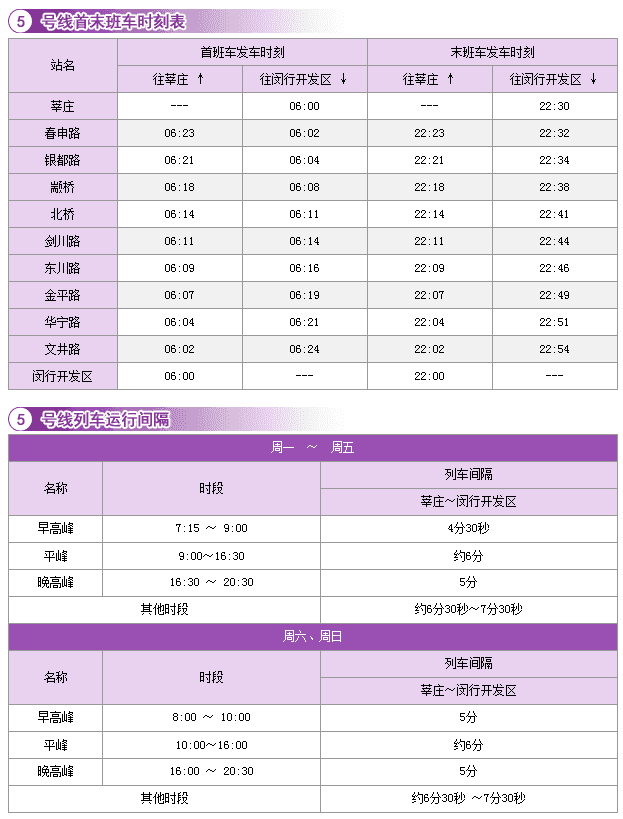 5 号线首末班车时刻表
站名 首班车发车时刻 末班车发车时刻
往莘庄 ↑ 往闵行开发区 ↓ 往莘庄 ↑ 往闵行开发区 ↓
莘庄 --- 06:00 --- 22:30
春申路 06:23 06:02 22:23 22:32
银都路 06:21 06:04 22:21 22:34
颛桥 06:18 06:08 22:18 22:38
北桥 06:14 06:11 22:14 22:41
剑川路 06:11 06:14 22:11 22:44
东川路 06:09 06:16 22:09 22:46
金平路 06:07 06:19 22:07 22:49
华宁路 06:04 06:21 22:04 22:51
文井路 06:02 06:24 22:02 22:54
闵行开发区 06:00 --- 22:00 ---
5 号线列车运行间隔
周一 ～ 周五
名称 时段 列车间隔
莘庄～闵行开发区
早高峰 7:15 ～ 9:00 4分30秒
平峰 9:00～16:30 约6分
晚高峰 16:30 ～ 20:30 5分
其他时段 约6分30秒～7分30秒
周六、周日
名称 时段 列车间隔
莘庄～闵行开发区
早高峰 8:00 ～ 10:00 5分
平峰 10:00～16:00 约6分
晚高峰 16:00 ～ 20:30 5分
其他时段 约6分30秒 ～7分30秒